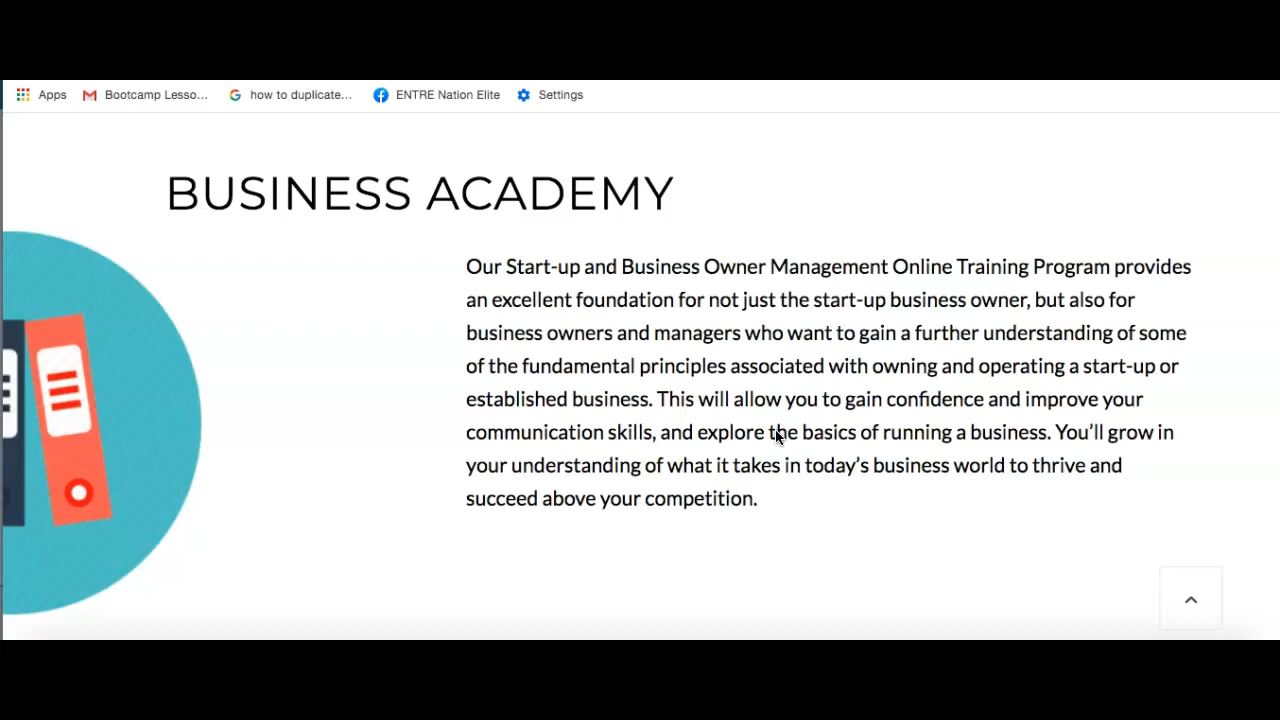 Apps Bootcamp Lesso... how to duplicate... ENTRE Nation Elite Settings
BUSINESS ACADEMY
Our Start-up and Business Owner Management Online Training Program provides
an excellent foundation for not just the start-up business owner, but also for
business owners and managers who want to gain a further understanding of some
of the fundamental principles associated with owning and operating a start-up or
established business. This will allow you to gain confidence and improve your
communication skills, and explore the basics of running a business. You’ll grow in
your understanding of what it takes in today’s business world to thrive and
succeed above your competition.